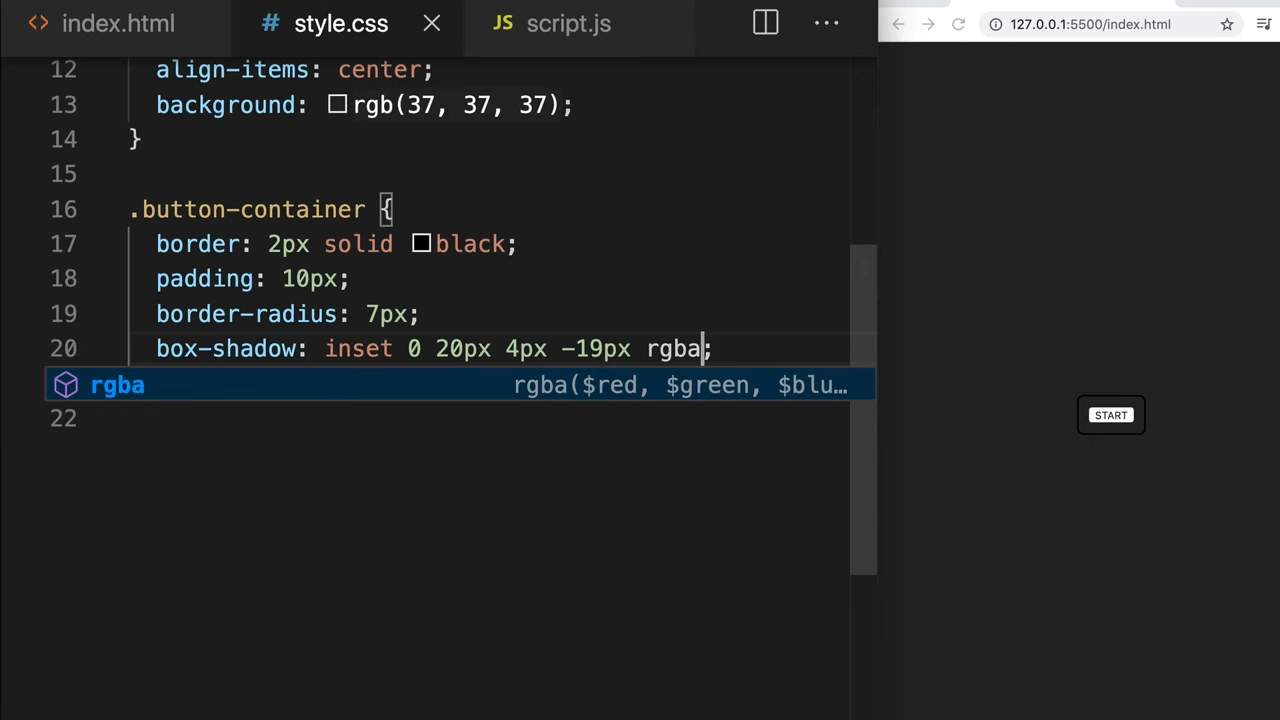 index.html
style.css
JS script.js
127.0.0.1:5500/index.html
12 align-items: center;
13 background: rgb(37, 37, 37);
14 }
15
16 .button-container {
17 border: 2px solid black;
18 padding: 10px;
19 border-radius: 7px;
20 box-shadow: inset 0 20px 4px -19px rgba;
rgba rgba($red, $green, $blu…
22
START